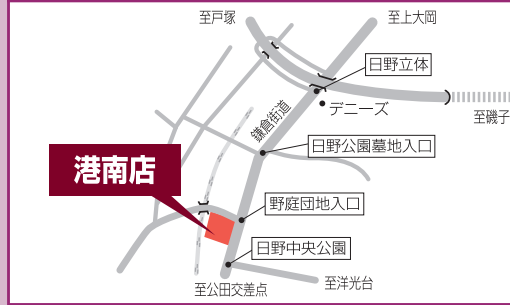 至戸塚
至上大岡
日野立体
デニーズ
至磯子
鎌倉街道
日野公園墓地入口
港南店
野庭団地入口
日野中央公園
至洋光台
至公田交差点